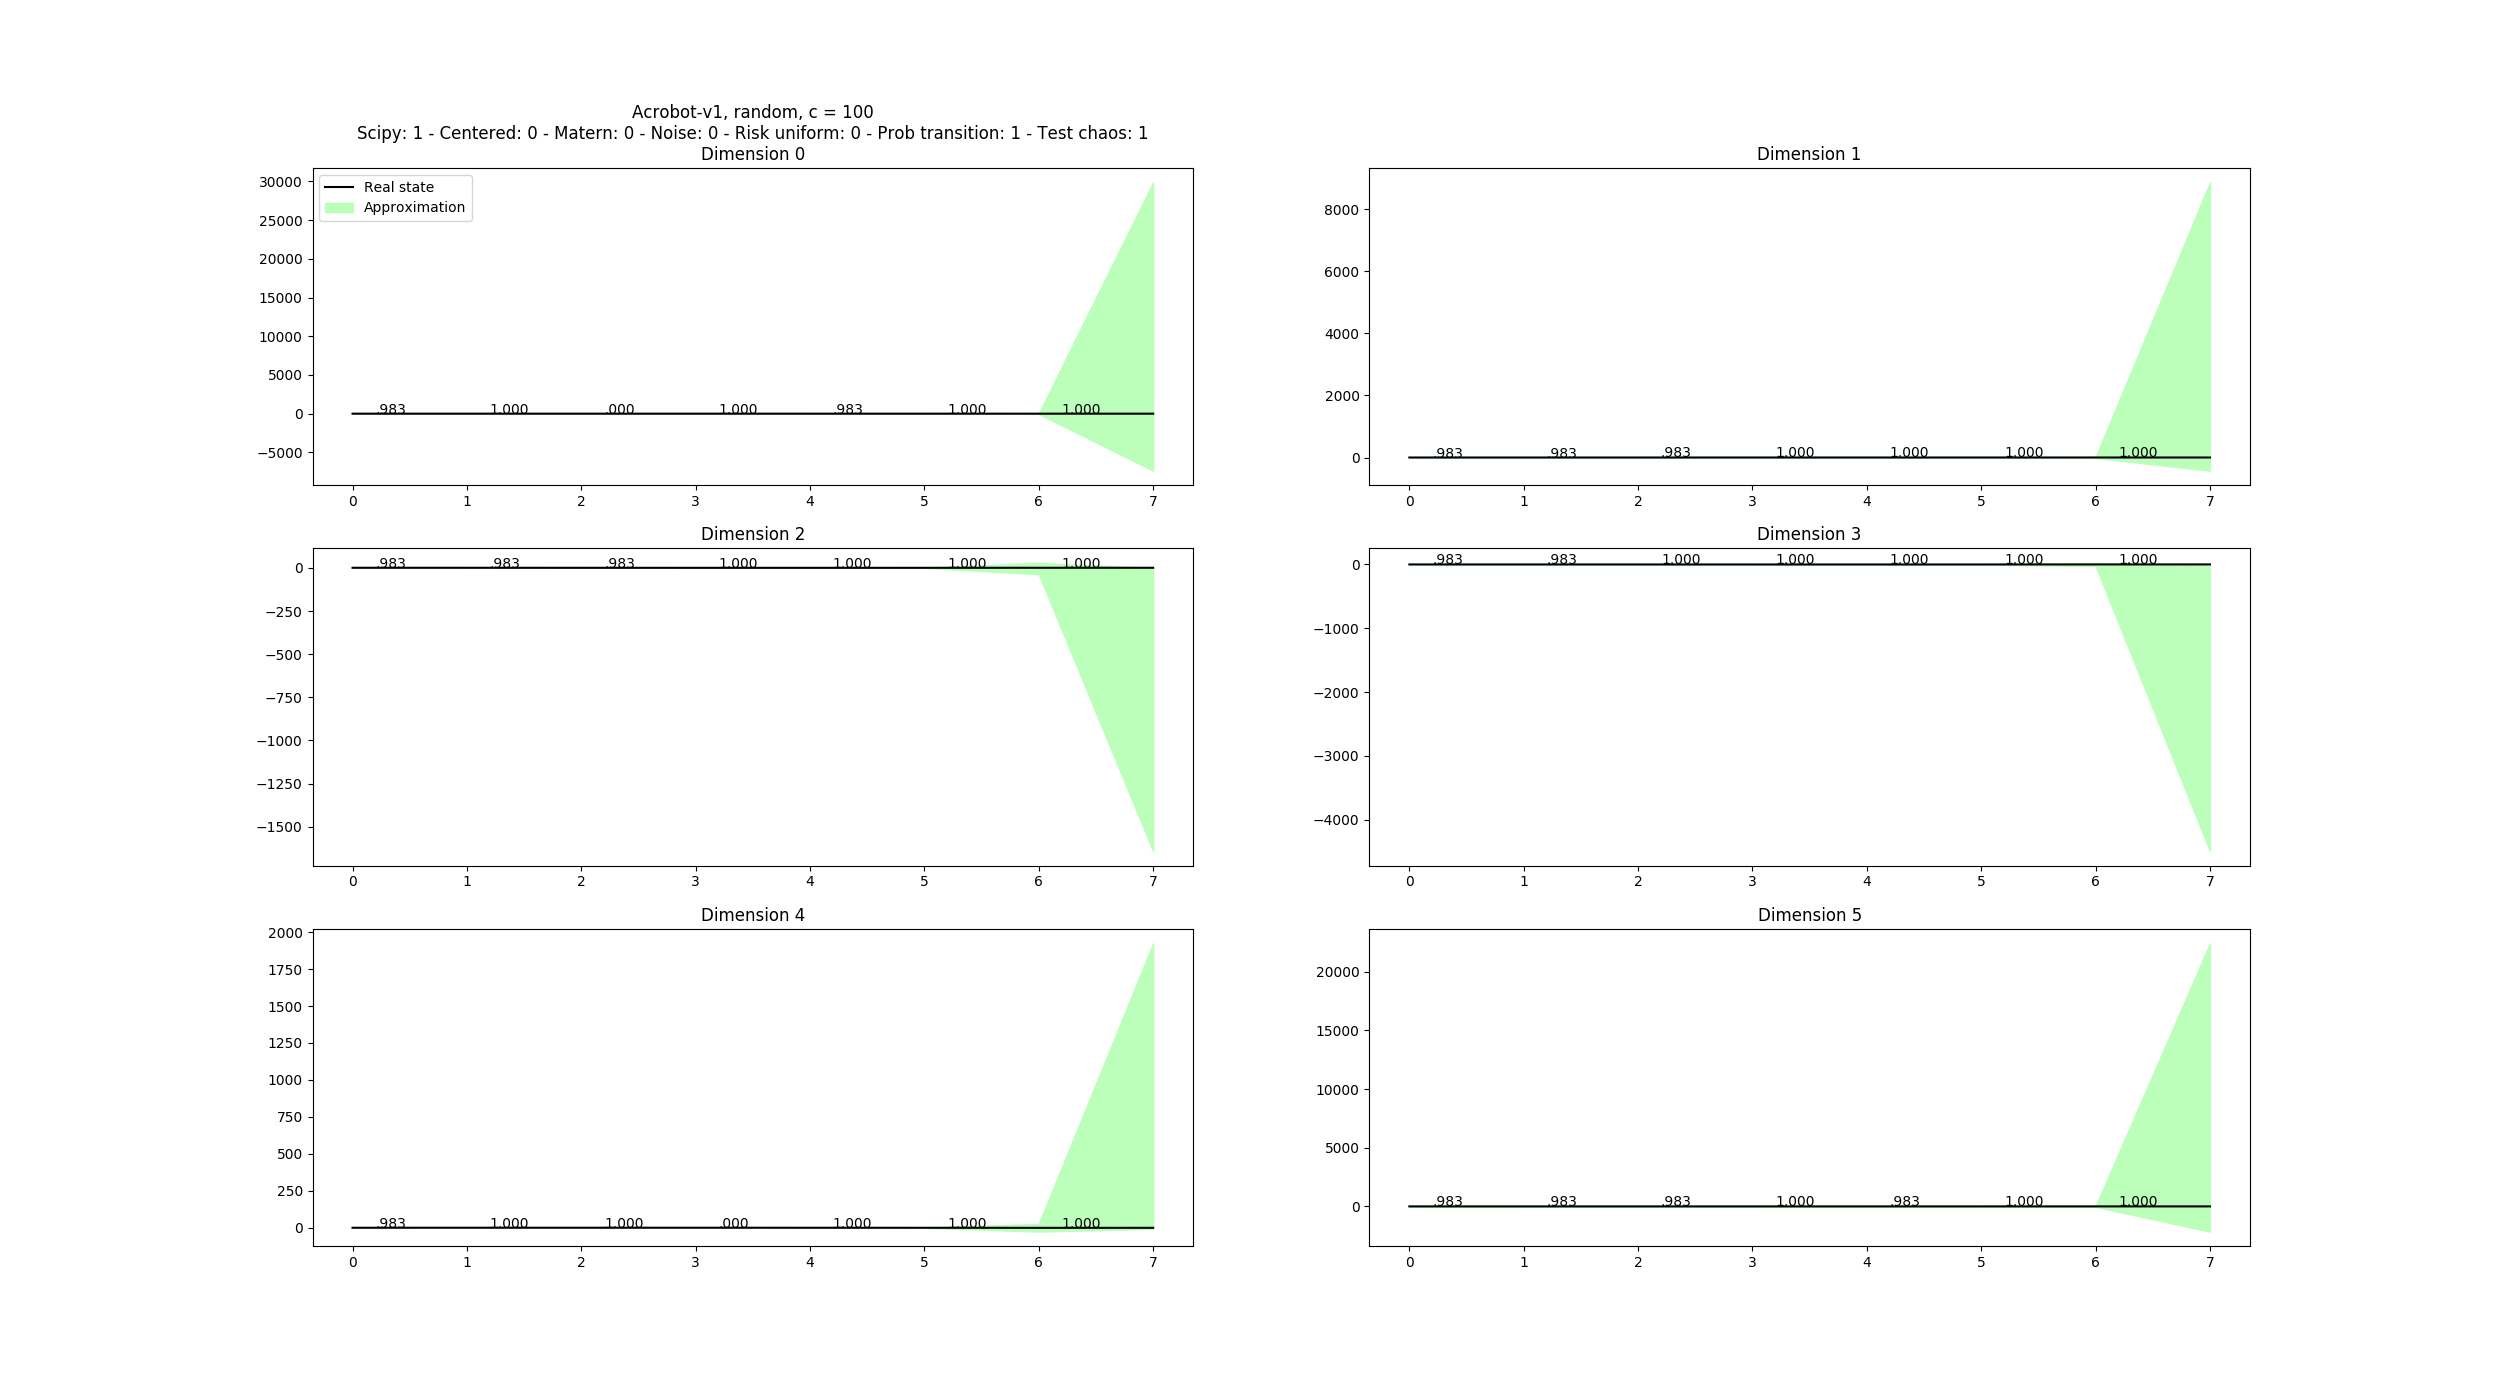 Acrobot-v1, random, c = 100
Scipy: 1 - Centered: 0 - Matern: 0 - Noise: 0 - Risk uniform: 0 - Prob transition: 1 - Test chaos: 1
Dimension 0
Real state
Approximation
30000
25000
20000
15000
10000
5000
0
−5000
.983 1.000 .000 1.000 .983 1.000 1.000
0 1 2 3 4 5 6 7
Dimension 1
8000
6000
4000
2000
0
.983 .983 .983 1.000 1.000 1.000 1.000
0 1 2 3 4 5 6 7
Dimension 2
0
−250
−500
−750
−1000
−1250
−1500
.983 .983 .983 1.000 1.000 1.000 1.000
0 1 2 3 4 5 6 7
Dimension 3
0
−1000
−2000
−3000
−4000
.983 .983 1.000 1.000 1.000 1.000 1.000
0 1 2 3 4 5 6 7
Dimension 4
2000
1750
1500
1250
1000
750
500
250
0
.983 1.000 1.000 .000 1.000 1.000 1.000
0 1 2 3 4 5 6 7
Dimension 5
20000
15000
10000
5000
0
.983 .983 .983 1.000 .983 1.000 1.000
0 1 2 3 4 5 6 7